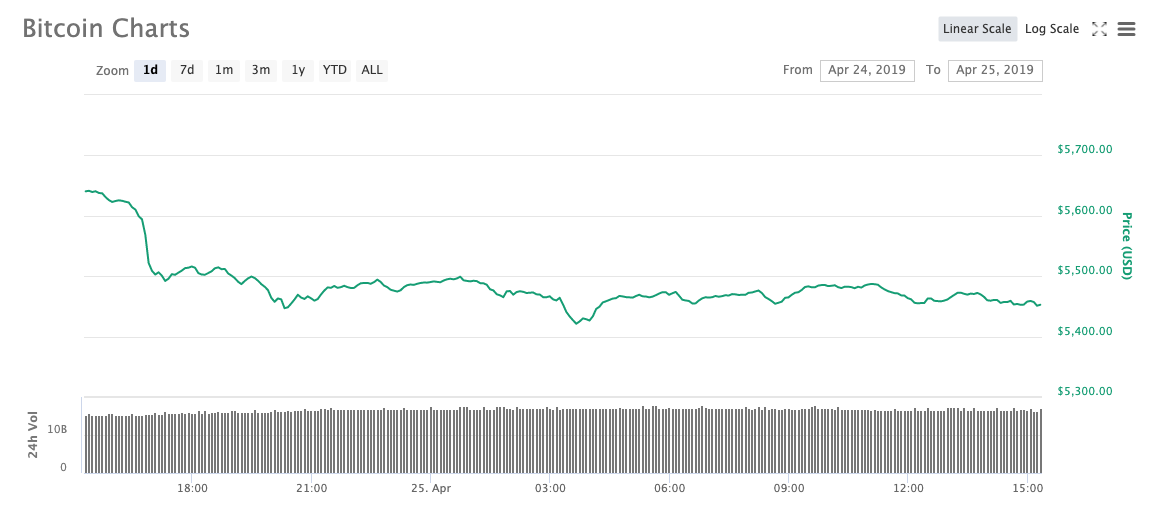 Bitcoin Charts
Linear Scale Log Scale
Zoom 1d 7d 1m 3m 1y YTD ALL From Apr 24, 2019 To Apr 25, 2019
$5,700.00
$5,600.00
Price (USD)
$5,500.00
$5,400.00
$5,300.00
24h Vol
10B
0
18:00 21:00 25. Apr 03:00 06:00 09:00 12:00 15:00